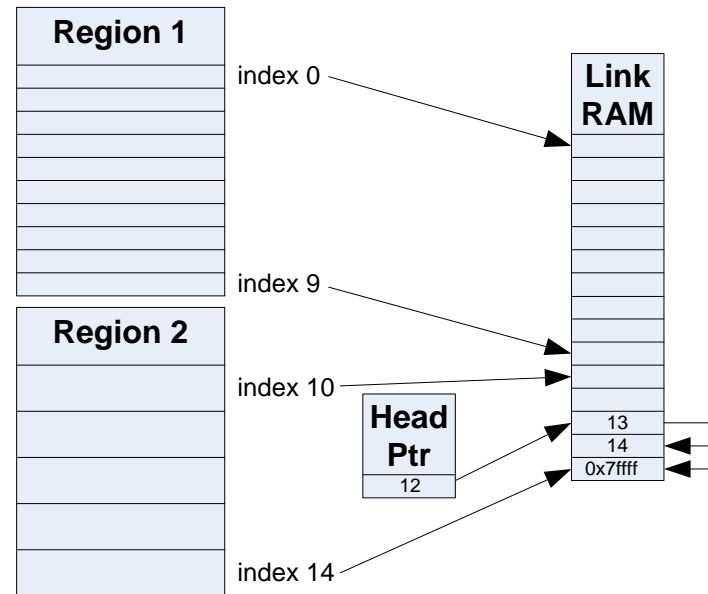 Region 1
index 0
index 9
Region 2
index 10
index 14
Head
Ptr
12
Link
RAM
13
14
0x7ffff